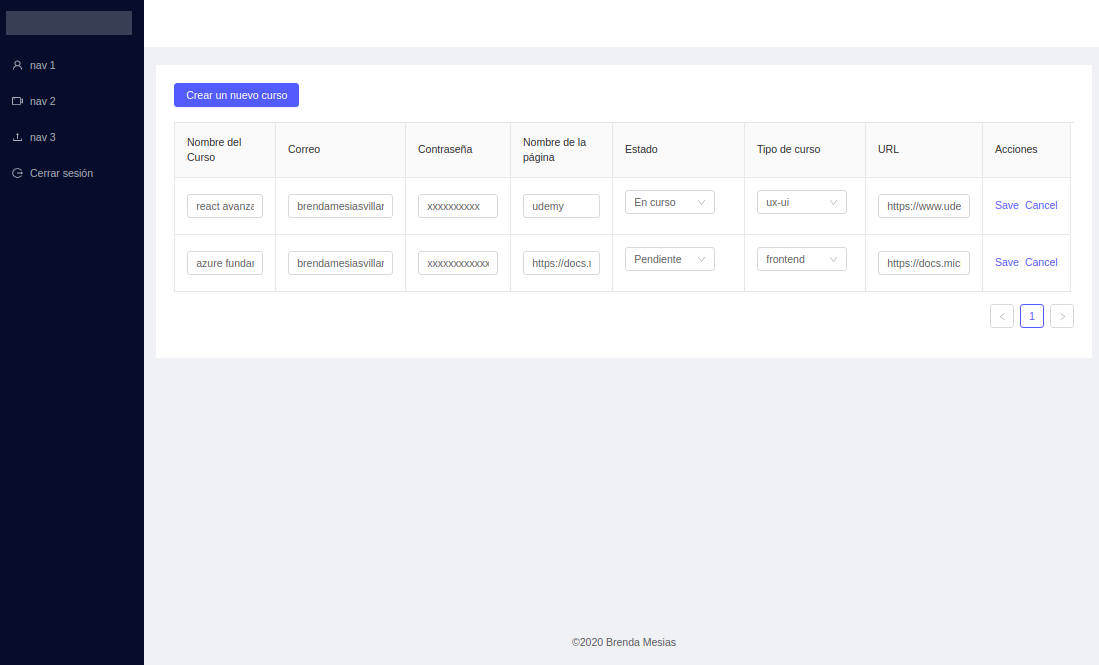 nav 1
nav 2
nav 3
Cerrar sesión
Crear un nuevo curso
Nombre del Curso Correo Contraseña Nombre de la página Estado Tipo de curso URL Acciones
react avanza brendamesiasvillar xxxxxxxxxx udemy En curso ux-ui https://www.ude Save Cancel
azure fundar brendamesiasvillar xxxxxxxxxxxx https://docs.r Pendiente frontend https://docs.mic Save Cancel
1
©2020 Brenda Mesias